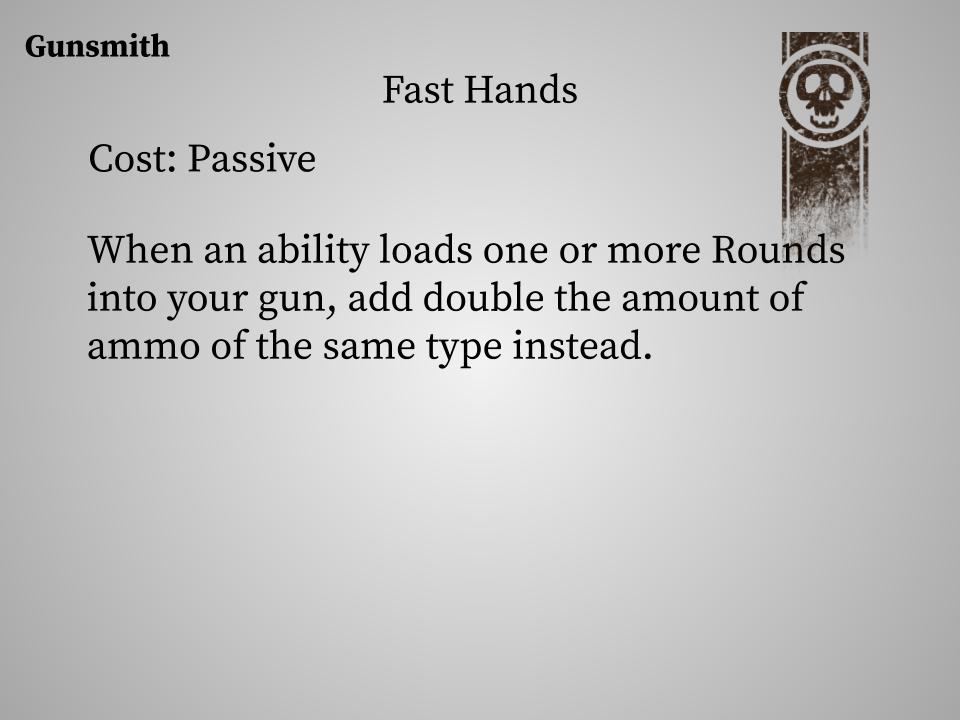 Gunsmith
Fast Hands
Cost: Passive
When an ability loads one or more Rounds
into your gun, add double the amount of
ammo of the same type instead.